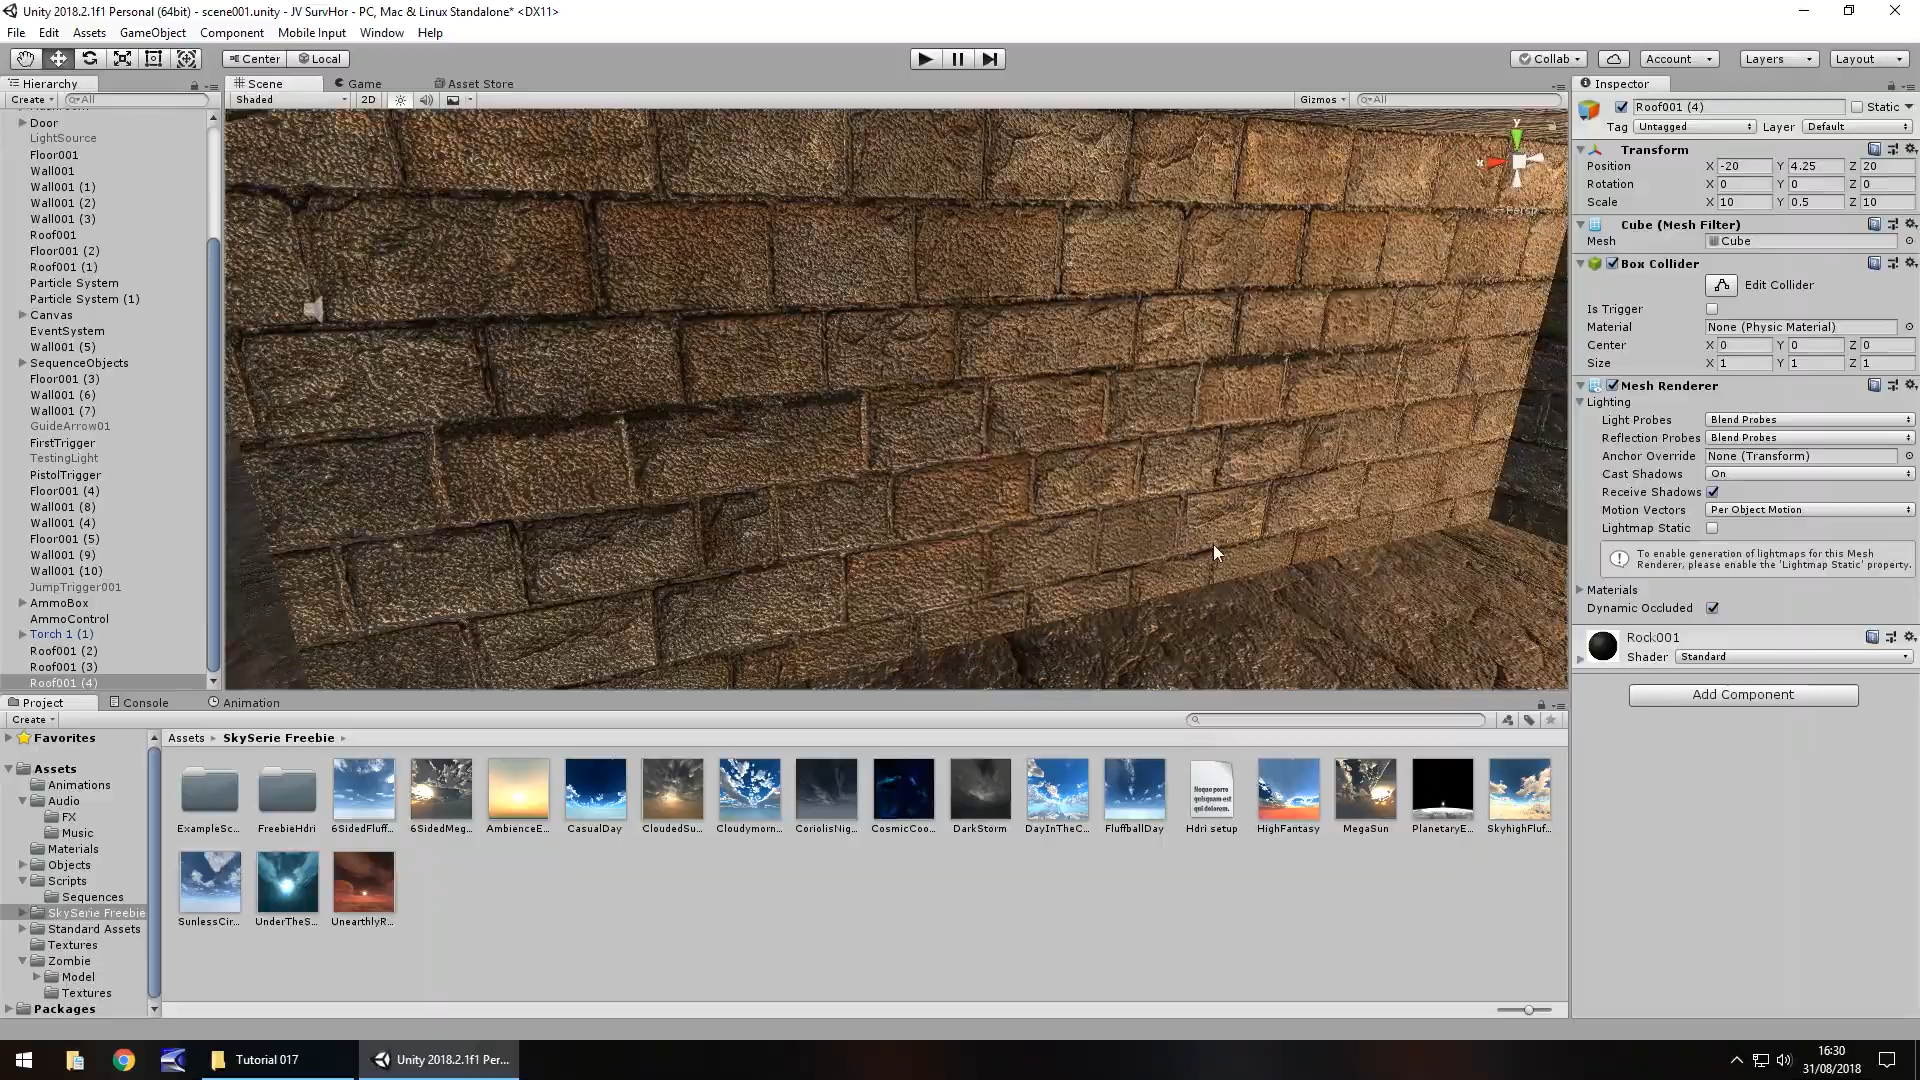 Unity 2018.2.1f1 Personal (64bit) - scene001.unity - JV SurvHor - PC, Mac & Linux Standalone* <DX11>
File Edit Assets GameObject Component Mobile Input Window Help
Center Local Collab Account Layers Layout
Hierarchy Scene Game Asset Store Inspector
Create All Shaded 2D Gizmos All
Roof001 (4) Static
Tag Untagged Layer Default
Door
LightSource
Floor001
Wall001
Wall001 (1)
Wall001 (2)
Wall001 (3)
Roof001
Floor001 (2)
Roof001 (1)
Particle System
Particle System (1)
Canvas
EventSystem
Wall001 (5)
SequenceObjects
Floor001 (3)
Wall001 (6)
Wall001 (7)
GuideArrow01
FirstTrigger
TestingLight
PistolTrigger
Floor001 (4)
Wall001 (8)
Wall001 (4)
Floor001 (5)
Wall001 (9)
Wall001 (10)
JumpTrigger001
AmmoBox
AmmoControl
Torch 1 (1)
Roof001 (2)
Roof001 (3)
Roof001 (4)
y
x
Persp
Transform
Position X -20 Y 4.25 Z 20
Rotation X 0 Y 0 Z 0
Scale X 10 Y 0.5 Z 10
Cube (Mesh Filter)
Mesh Cube
Box Collider
Edit Collider
Is Trigger
Material None (Physic Material)
Center X 0 Y 0 Z 0
Size X 1 Y 1 Z 1
Mesh Renderer
Lighting
Light Probes Blend Probes
Reflection Probes Blend Probes
Anchor Override None (Transform)
Cast Shadows On
Receive Shadows
Motion Vectors Per Object Motion
Lightmap Static
To enable generation of lightmaps for this Mesh
Renderer, please enable the 'Lightmap Static' property.
Materials
Dynamic Occluded
Rock001
Shader Standard
Add Component
Project Console Animation
Create
Favorites
Assets
Animations
Audio
FX
Music
Materials
Objects
Scripts
Sequences
SkySerie Freebie
Standard Assets
Textures
Zombie
Model
Textures
Packages
Assets SkySerie Freebie
Neque porro
quisquam est
qui dolorem.
ExampleSc... FreebieHdri 6SidedFluff... 6SidedMeg... AmbienceE... CasualDay CloudedSu... Cloudymorn... CoriolisNig... CosmicCoo... DarkStorm DayInTheC... FluffballDay Hdri setup HighFantasy MegaSun PlanetaryE... SkyhighFluf...
SunlessCir... UnderTheS... UnearthlyR...
Tutorial 017 Unity 2018.2.1f1 Per...
16:30
31/08/2018